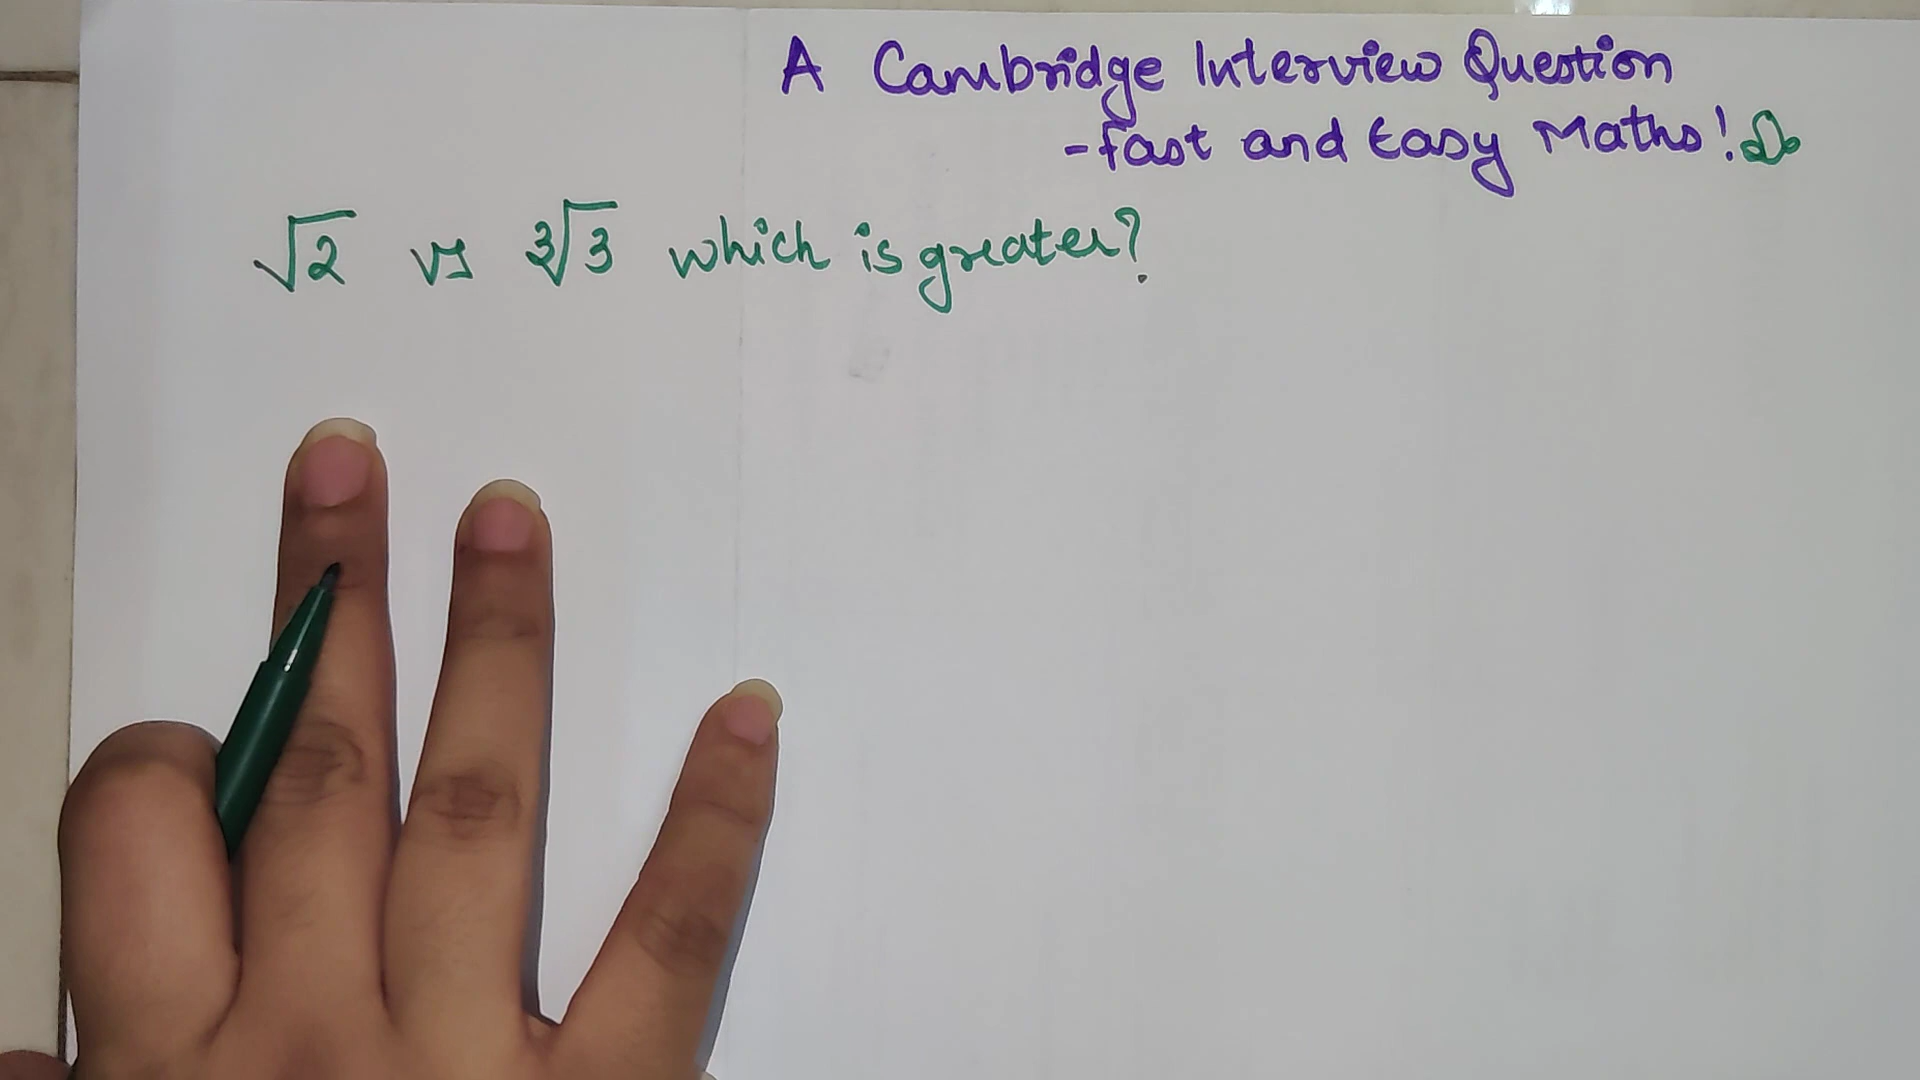 A Cambridge Interview Question
- fast and Easy Maths!
√2 vs ∛3 which is greater?